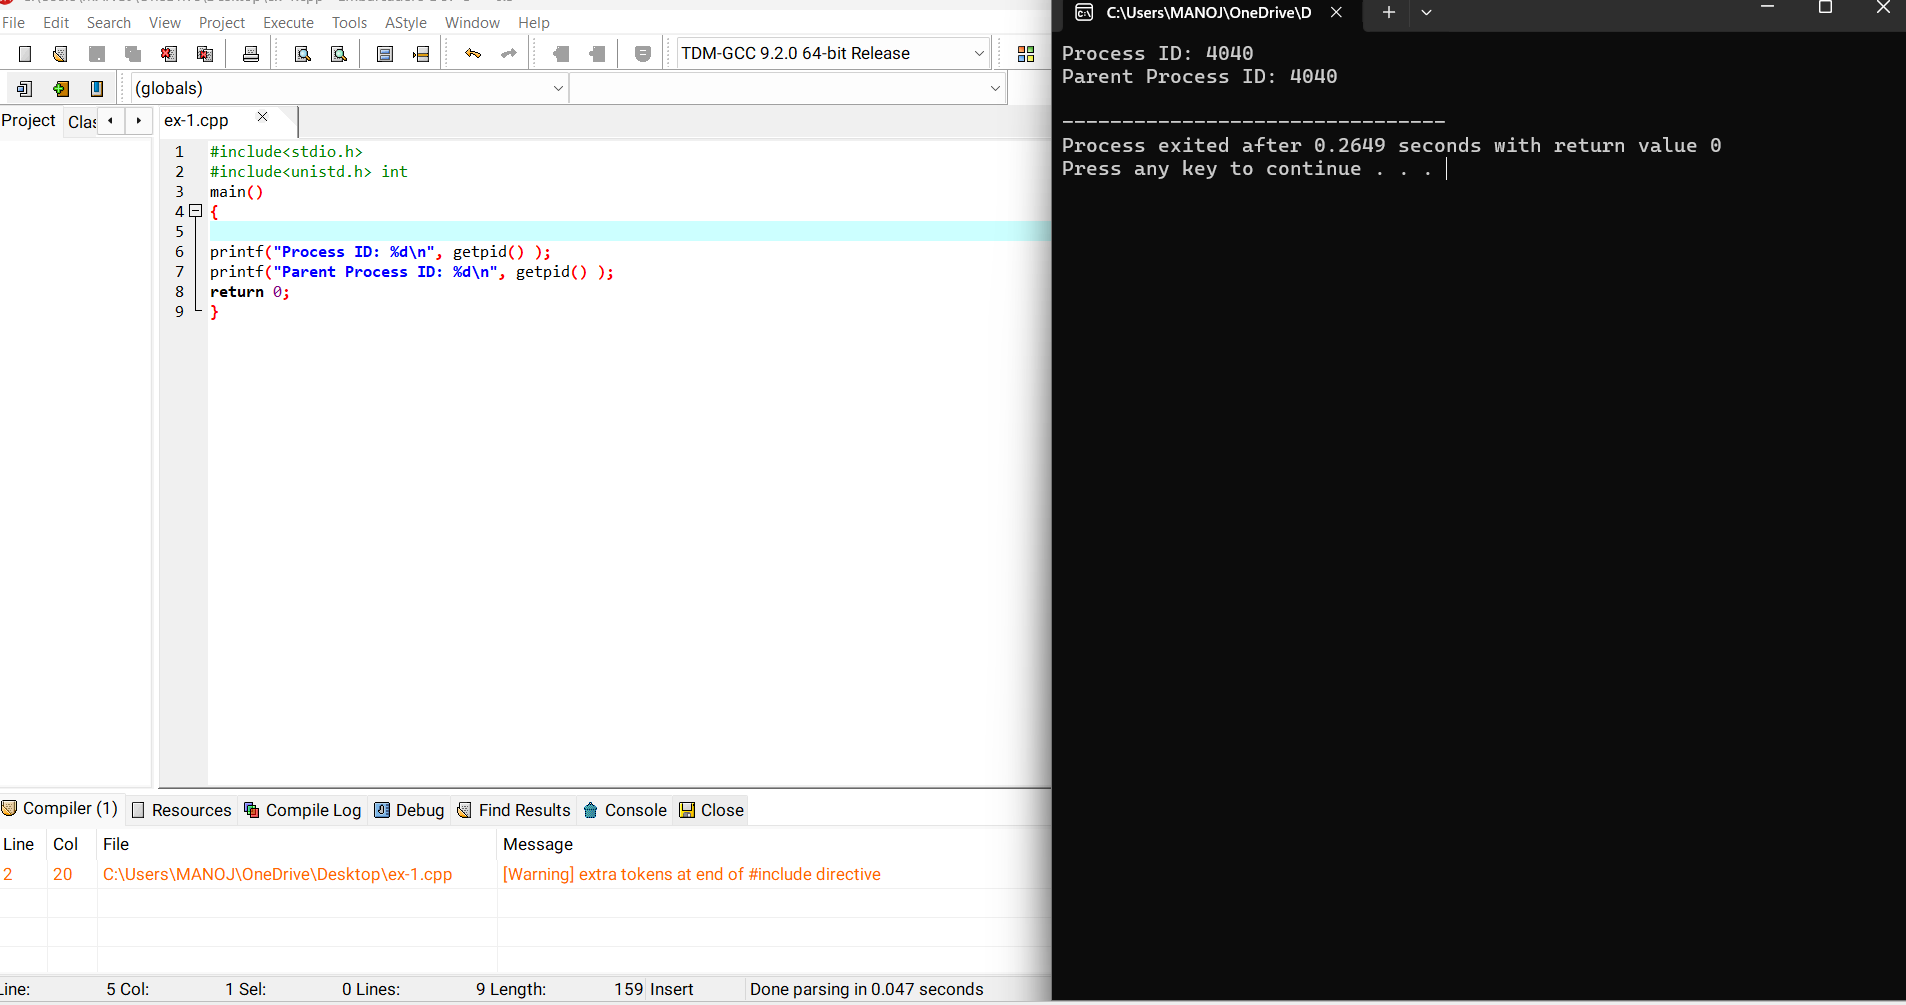 File Edit Search View Project Execute Tools AStyle Window Help
TDM-GCC 9.2.0 64-bit Release
(globals)
Project Clas
ex-1.cpp
1 #include<stdio.h>
2 #include<unistd.h> int
3 main()
4 {
5
6 printf("Process ID: %d\n", getpid() );
7 printf("Parent Process ID: %d\n", getpid() );
8 return 0;
9 }
Compiler (1) Resources Compile Log Debug Find Results Console Close
Line Col File Message
2 20 C:\Users\MANOJ\OneDrive\Desktop\ex-1.cpp [Warning] extra tokens at end of #include directive
Line: 5 Col: 1 Sel: 0 Lines: 9 Length: 159 Insert Done parsing in 0.047 seconds
C:\Users\MANOJ\OneDrive\D
Process ID: 4040
Parent Process ID: 4040
--------------------------------
Process exited after 0.2649 seconds with return value 0
Press any key to continue . . .